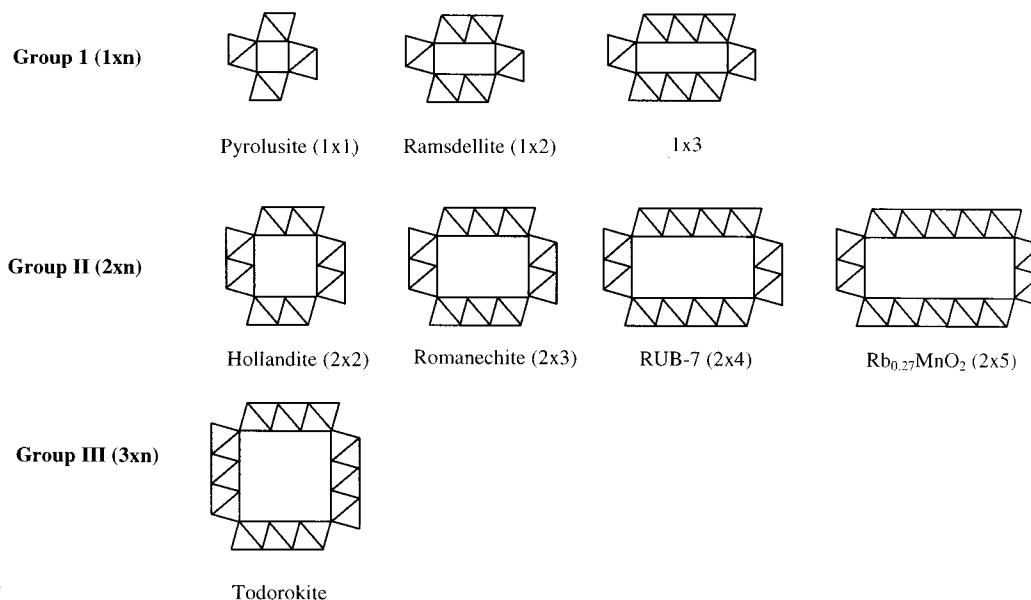 Group 1 (1xn)
Pyrolusite (1x1) Ramsdellite (1x2) 1x3
Group II (2xn)
Hollandite (2x2) Romanechite (2x3) RUB-7 (2x4) Rb₀.₂₇MnO₂ (2x5)
Group III (3xn)
Todorokite